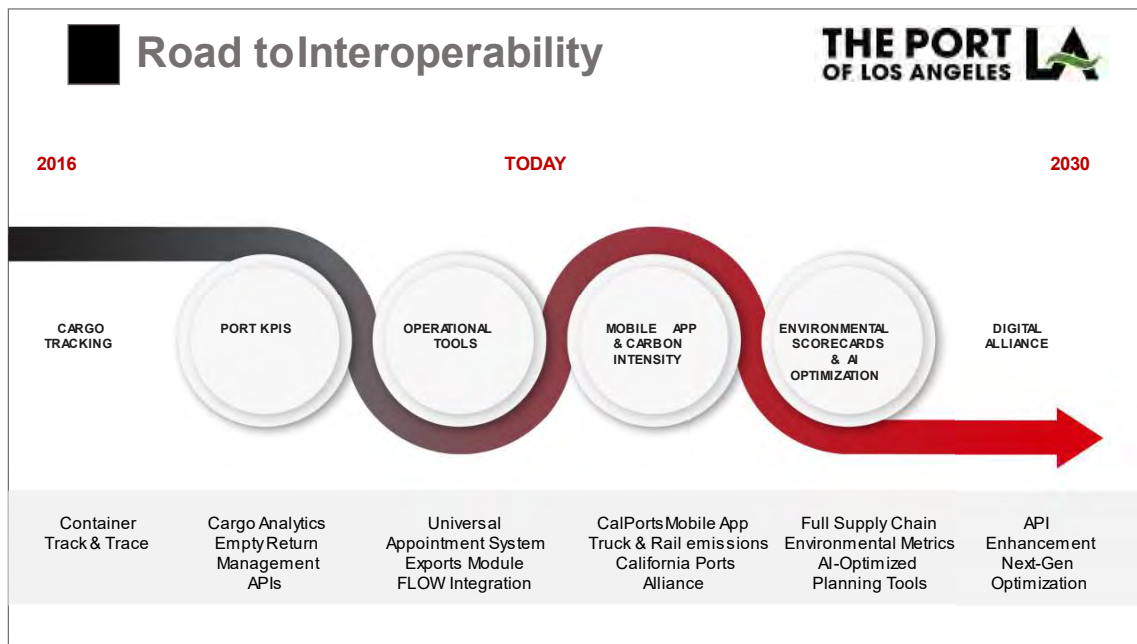 Road toInteroperability
THE PORT
OF LOS ANGELES
LA
2016
TODAY
2030
CARGO
TRACKING
PORT KPIS
OPERATIONAL
TOOLS
MOBILE APP
& CARBON
INTENSITY
ENVIRONMENTAL
SCORECARDS
& AI
OPTIMIZATION
DIGITAL
ALLIANCE
Container
Track & Trace
Cargo Analytics
Empty Return
Management
APIs
Universal
Appointment System
Exports Module
FLOW Integration
CalPorts Mobile App
Truck & Rail emissions
California Ports
Alliance
Full Supply Chain
Environmental Metrics
AI-Optimized
Planning Tools
API
Enhancement
Next-Gen
Optimization